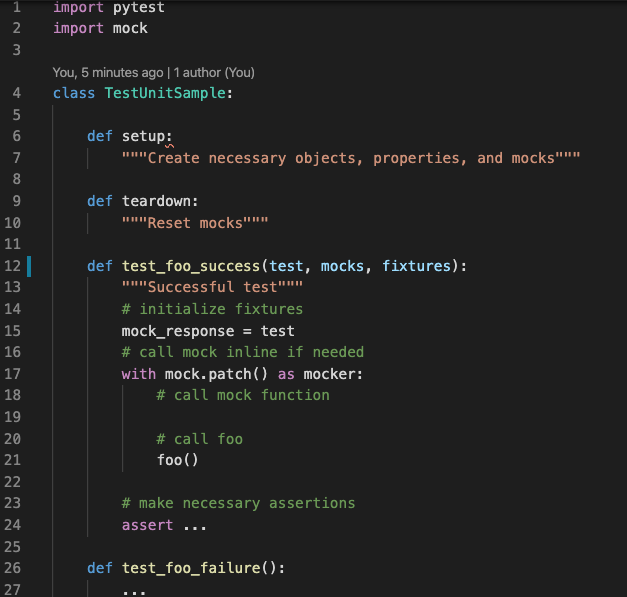 1 import pytest
2 import mock
3
You, 5 minutes ago | 1 author (You)
4 class TestUnitSample:
5
6     def setup:
7         """Create necessary objects, properties, and mocks"""
8
9     def teardown:
10         """Reset mocks"""
11
12     def test_foo_success(test, mocks, fixtures):
13         """Successful test"""
14         # initialize fixtures
15         mock_response = test
16         # call mock inline if needed
17         with mock.patch() as mocker:
18             # call mock function
19
20             # call foo
21             foo()
22
23         # make necessary assertions
24         assert ...
25
26     def test_foo_failure():
27         ...